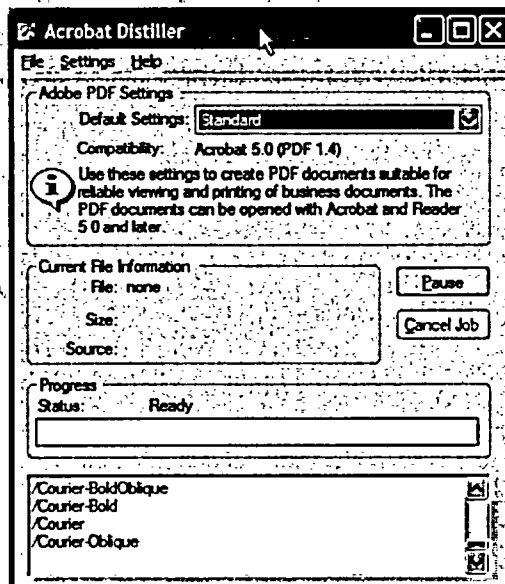 Acrobat Distiller
File Settings Help
Adobe PDF Settings
Default Settings: Standard
Compatibility: Acrobat 5.0 (PDF 1.4)
Use these settings to create PDF documents suitable for
reliable viewing and printing of business documents. The
PDF documents can be opened with Acrobat and Reader
5.0 and later.
Current File Information
File: none
Size:
Source:
Pause
Cancel Job
Progress
Status: Ready
/Courier-BoldOblique
/Courier-Bold
/Courier
/Courier-Oblique